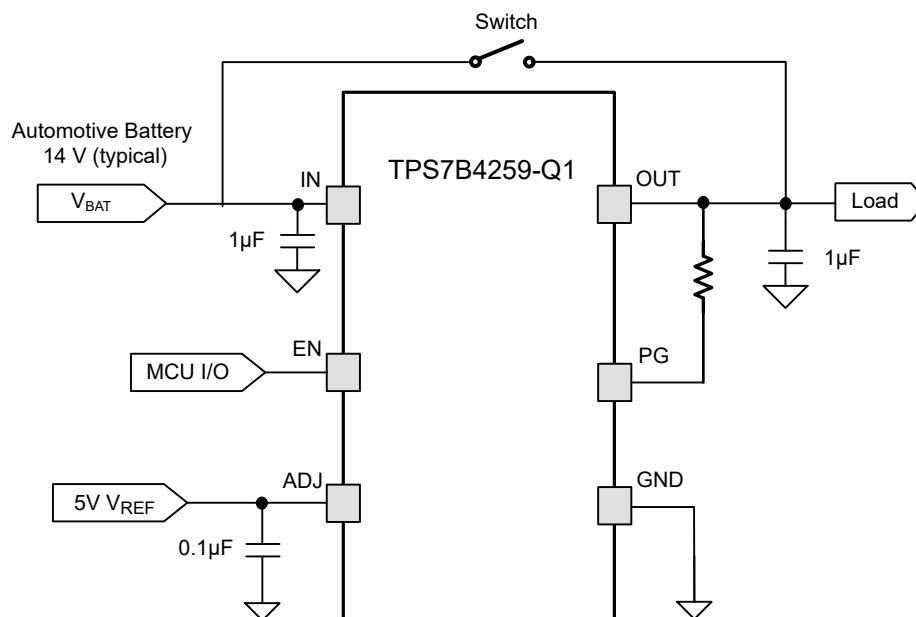 Switch
Automotive Battery
14 V (typical)
TPS7B4259-Q1
IN
OUT
VBAT
Load
1µF
1µF
EN
PG
MCU I/O
ADJ
GND
5V VREF
0.1µF